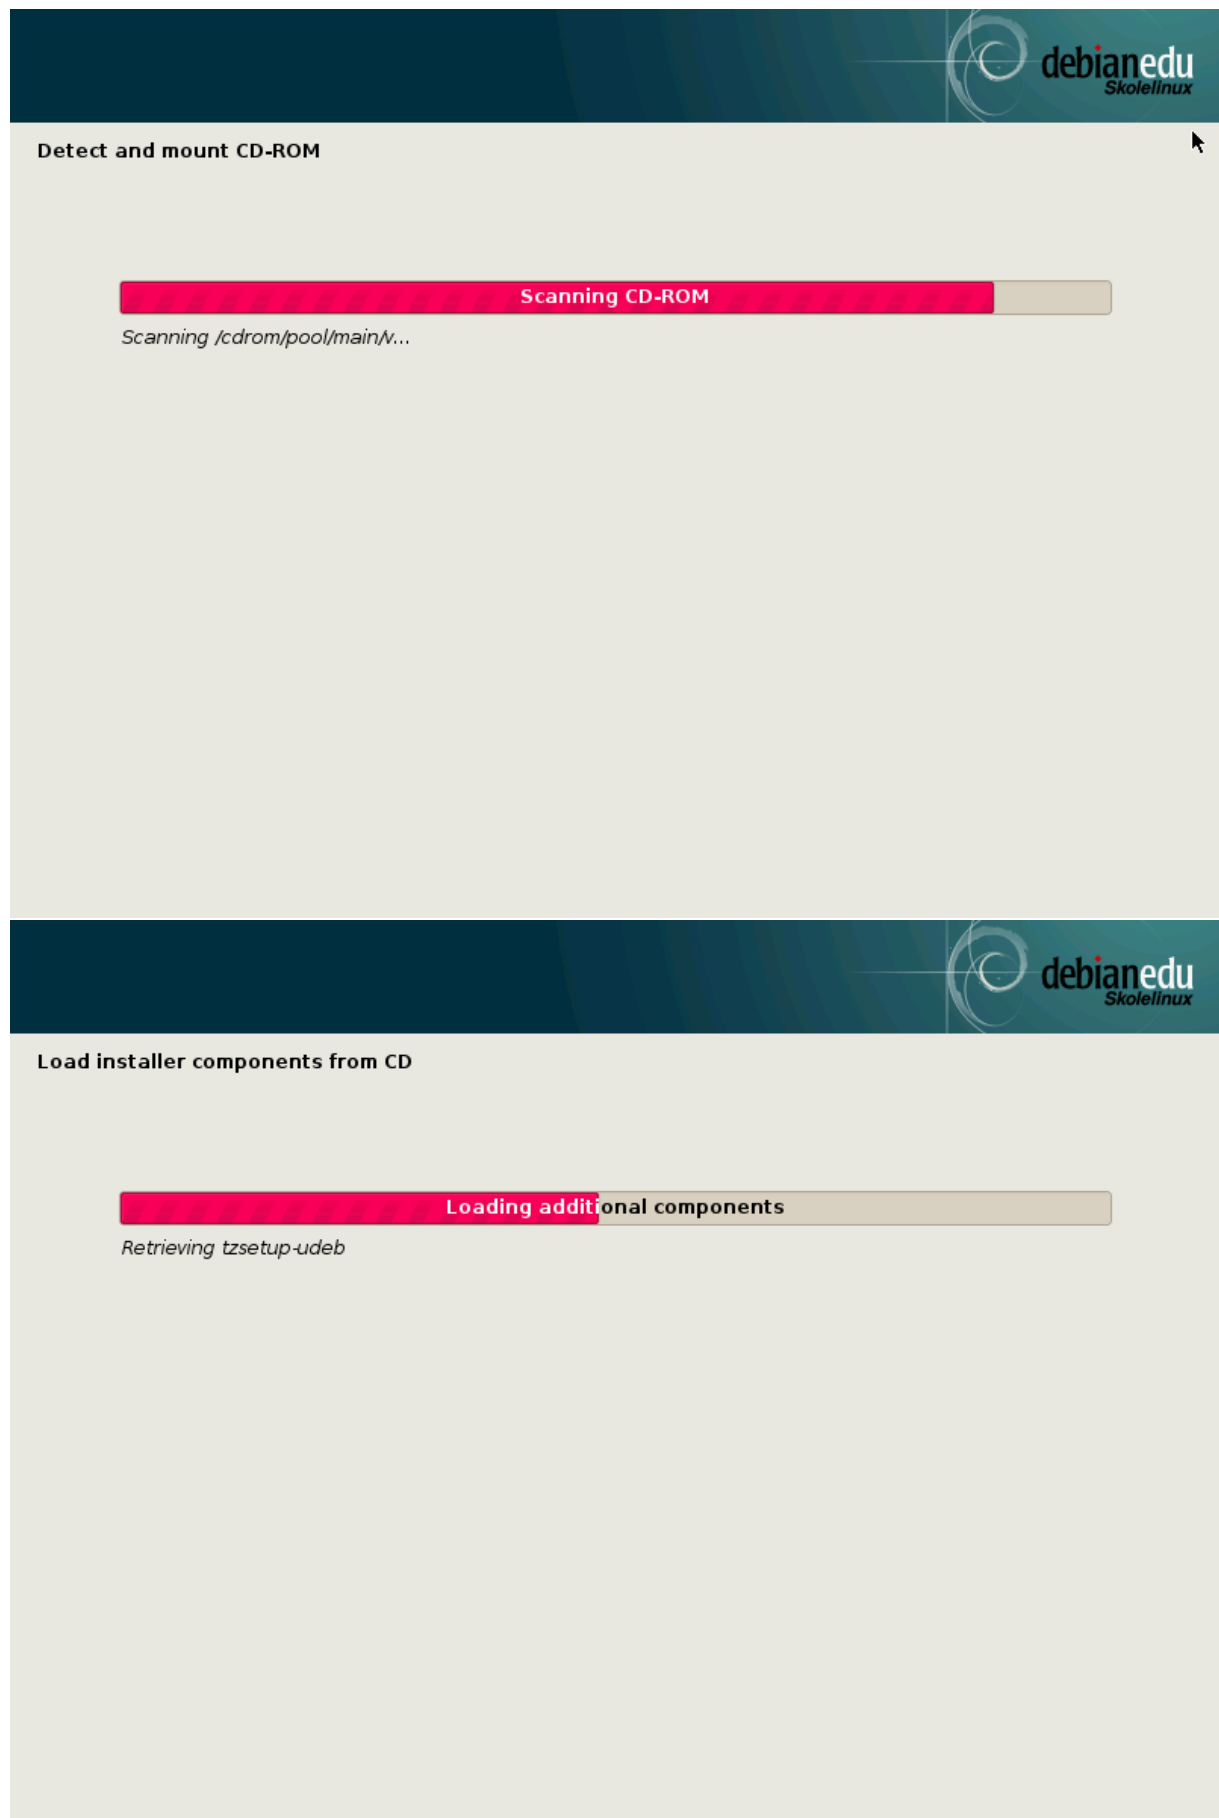 debianedu
Skolelinux
Detect and mount CD-ROM
Scanning CD-ROM
Scanning /cdrom/pool/main/v...
debianedu
Skolelinux
Load installer components from CD
Loading additional components
Retrieving tzsetup-udeb